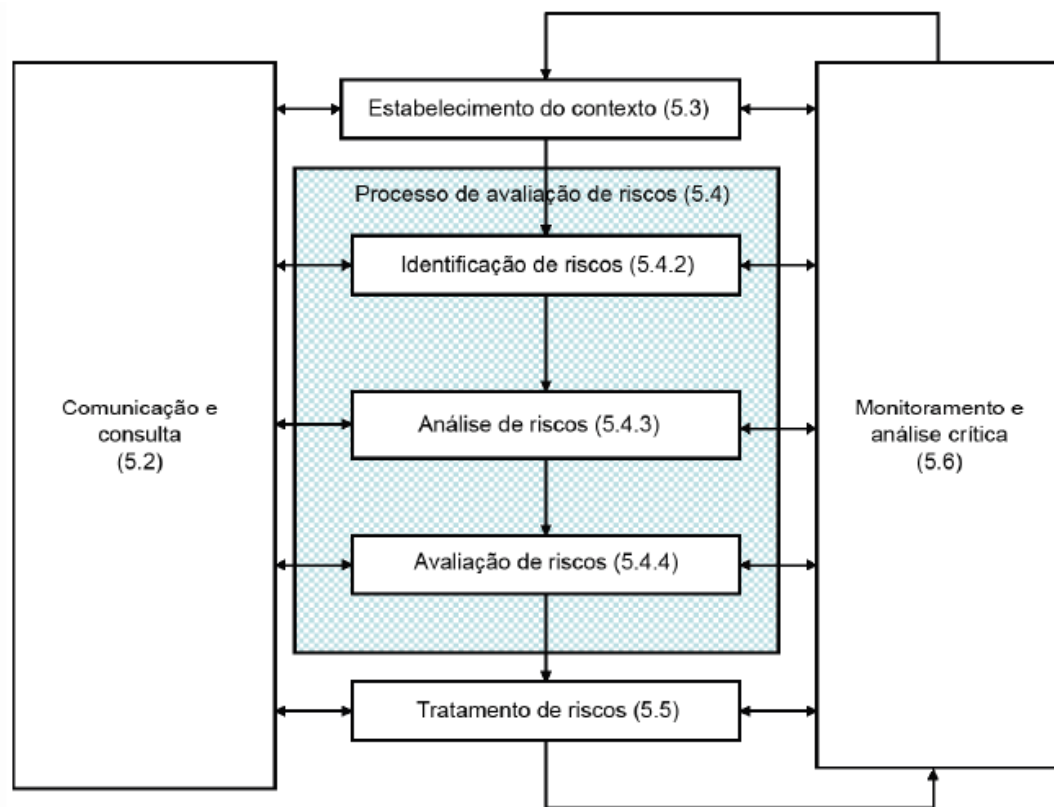 Estabelecimento do contexto (5.3)
Processo de avaliação de riscos (5.4)
Identificação de riscos (5.4.2)
Comunicação e
consulta
(5.2)
Análise de riscos (5.4.3)
Monitoramento e
análise crítica
(5.6)
Avaliação de riscos (5.4.4)
Tratamento de riscos (5.5)